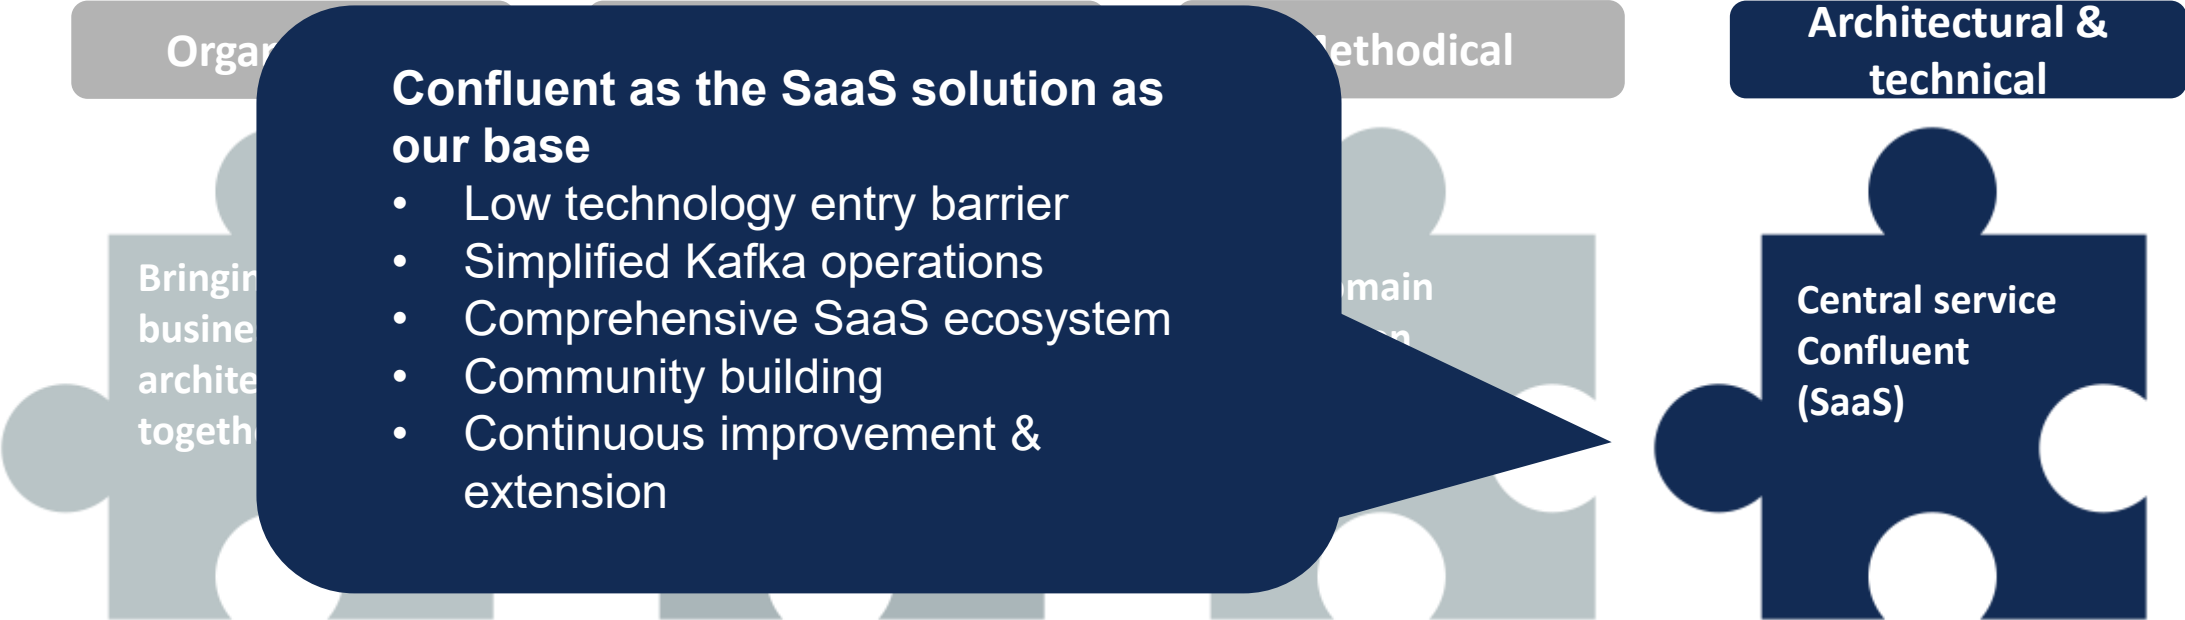 Architectural &
technical
Confluent as the SaaS solution as
our base
• Low technology entry barrier
• Simplified Kafka operations
• Comprehensive SaaS ecosystem
• Community building
• Continuous improvement &
extension
Central service
Confluent
(SaaS)